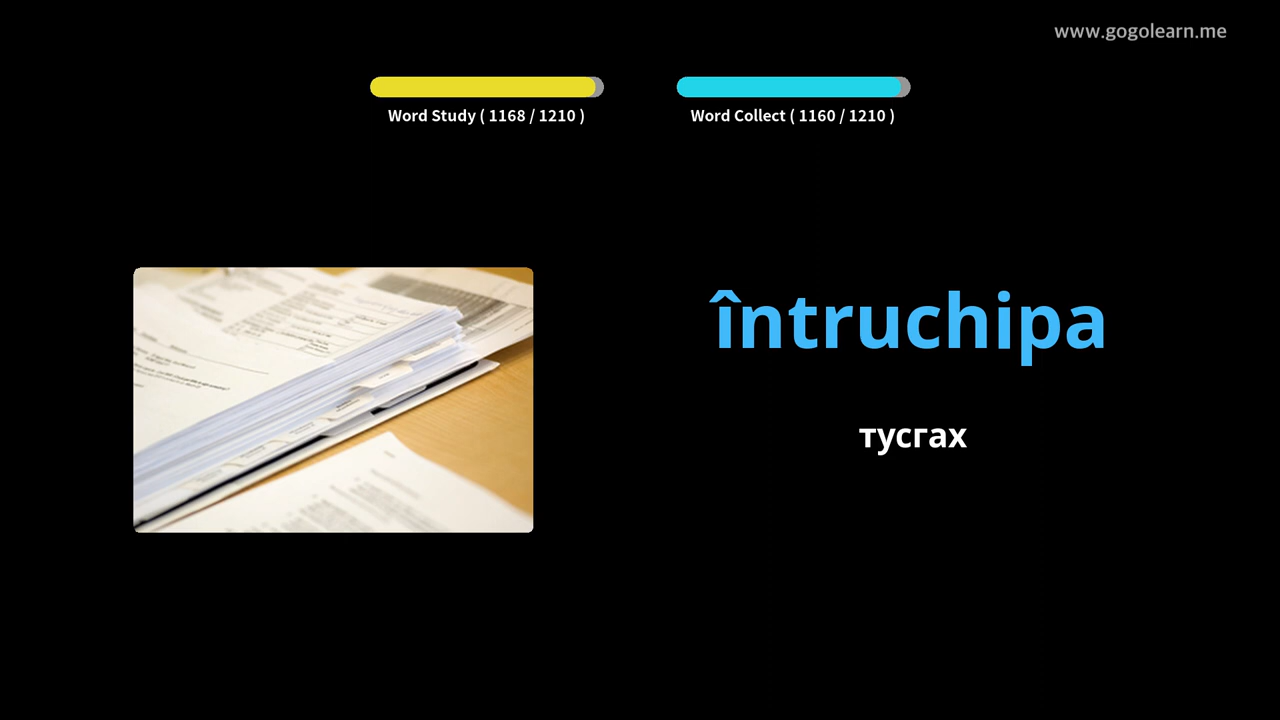 www.gogolearn.me
Word Study ( 1168 / 1210 )
Word Collect ( 1160 / 1210 )
întruchipa
тусгах